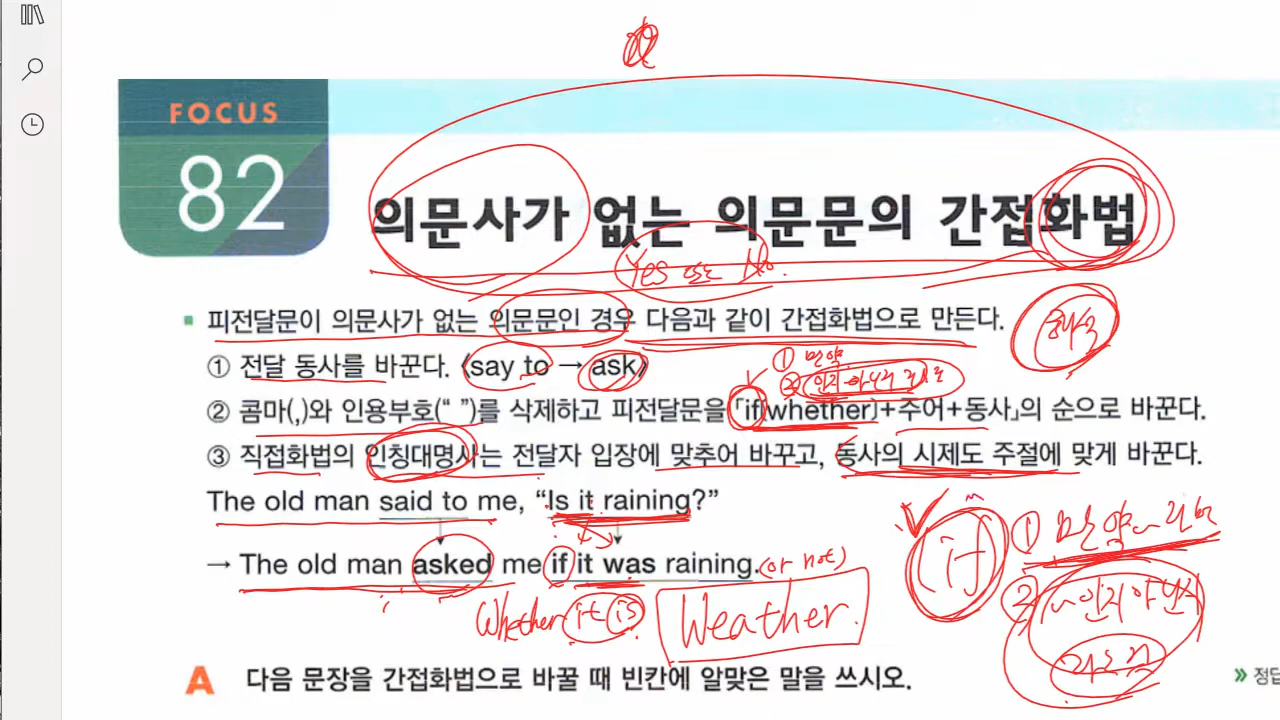 FOCUS
82
의문사가 없는 의문문의 간접화법
Yes 또는 No.
피전달문이 의문사가 없는 의문문인 경우 다음과 같이 간접화법으로 만든다.
① 전달 동사를 바꾼다. 《say to → ask》
① 만약
② 인지 아닌지
② 콤마(,)와 인용부호(“ ”)를 삭제하고 피전달문을 「if[whether]+주어+동사」의 순으로 바꾼다.
③ 직접화법의 인칭대명사는 전달자 입장에 맞추어 바꾸고, 동사의 시제도 주절에 맞게 바꾼다.
The old man said to me, “Is it raining?”
→ The old man asked me if it was raining. (or not)
if ① 만약~
② ~인지 아닌지
Whether it is
Weather.
A 다음 문장을 간접화법으로 바꿀 때 빈칸에 알맞은 말을 쓰시오.
» 정답